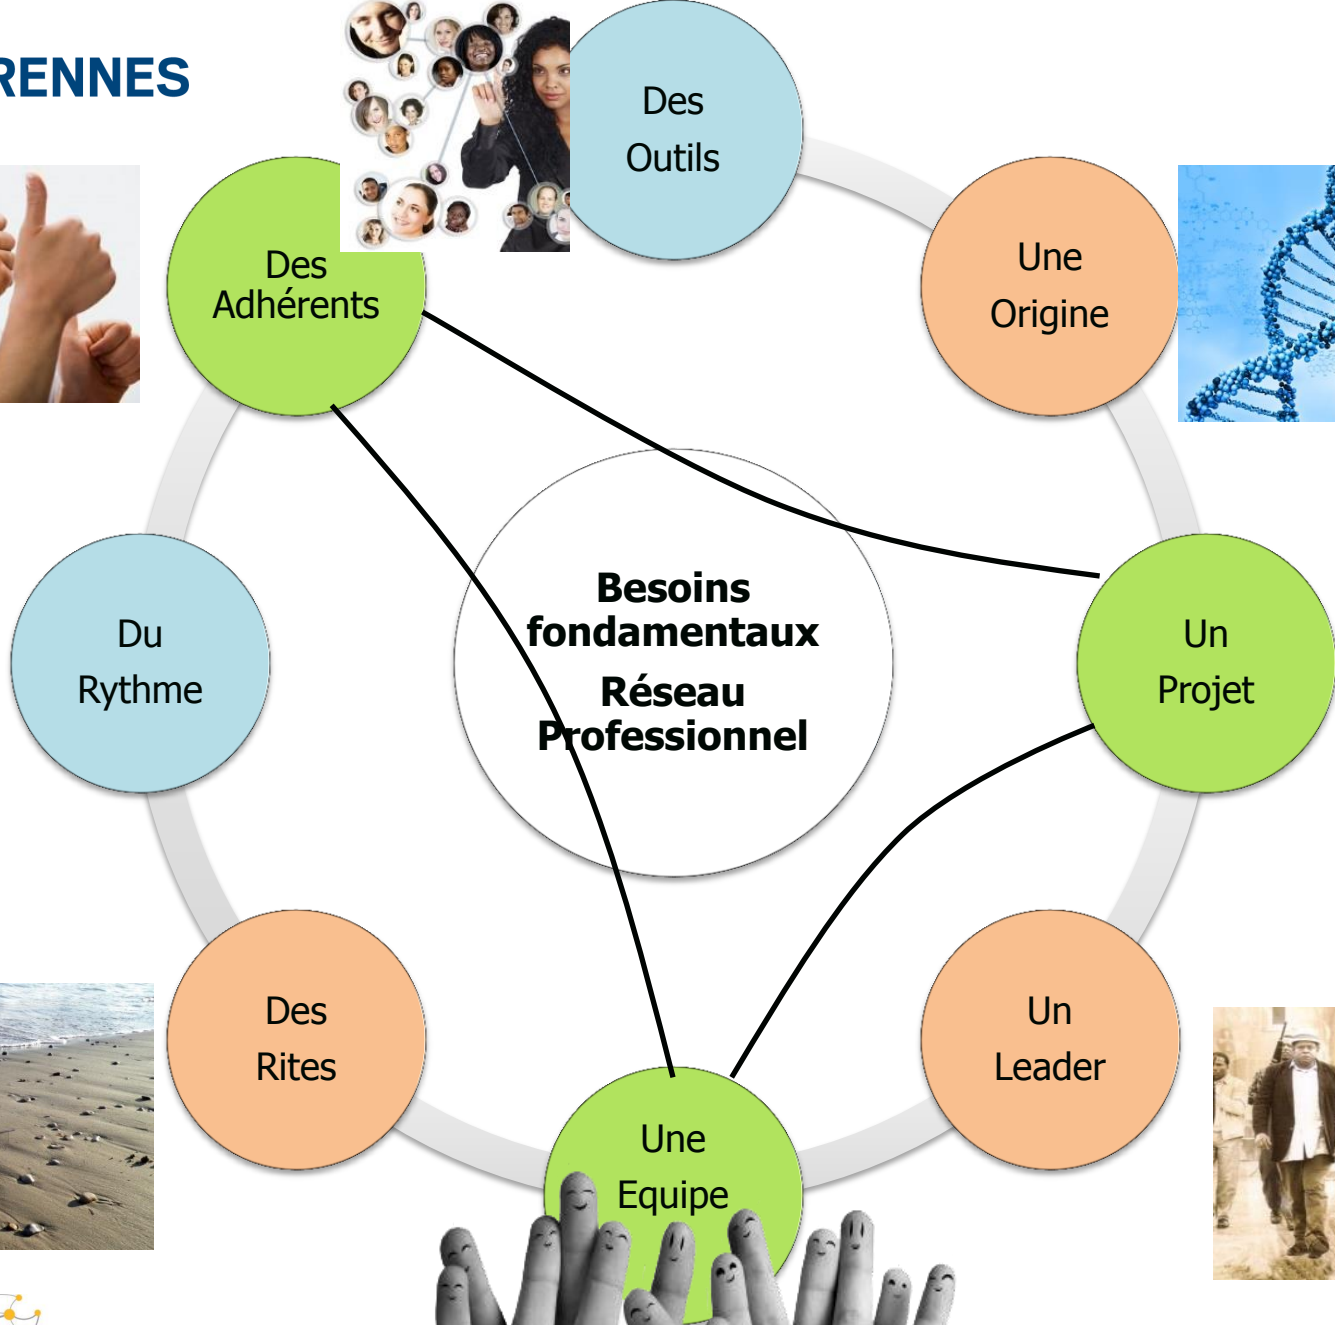 RENNES
Des
Outils
Une
Origine
Des
Adhérents
Besoins
fondamentaux
Réseau
Professionnel
Du
Rythme
Un
Projet
Des
Rites
Un
Leader
Une
Equipe